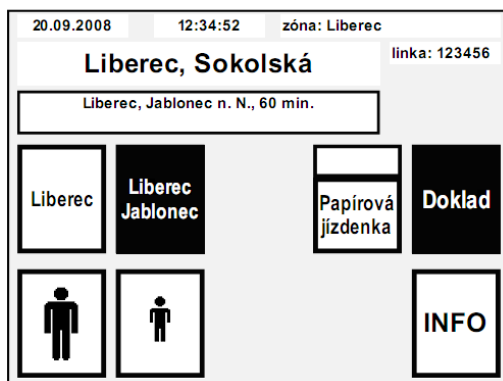 20.09.2008 12:34:52 zóna: Liberec
Liberec, Sokolská
linka: 123456
Liberec, Jablonec n. N., 60 min.
Liberec
Liberec
Jablonec
Papírová
jízdenka
Doklad
INFO